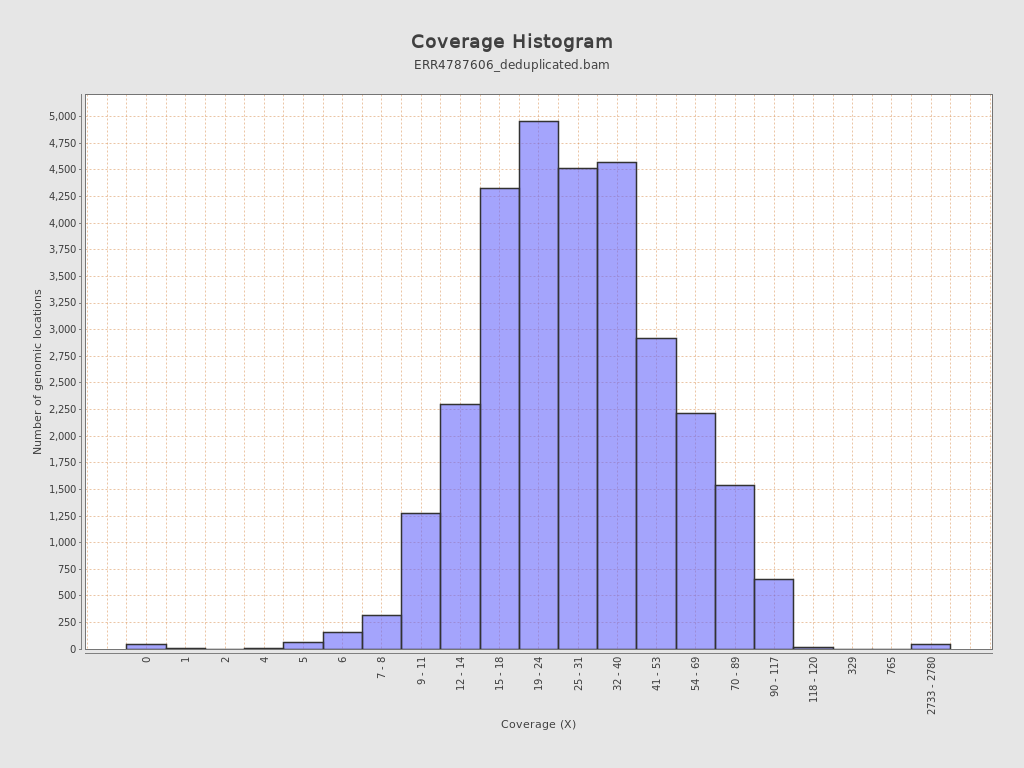 Coverage Histogram
ERR4787606_deduplicated.bam
Number of genomic locations
5,000
4,750
4,500
4,250
4,000
3,750
3,500
3,250
3,000
2,750
2,500
2,250
2,000
1,750
1,500
1,250
1,000
750
500
250
0
0
1
2
4
5
6
7 - 8
9 - 11
12 - 14
15 - 18
19 - 24
25 - 31
32 - 40
41 - 53
54 - 69
70 - 89
90 - 117
118 - 120
329
765
2733 - 2780
Coverage (X)